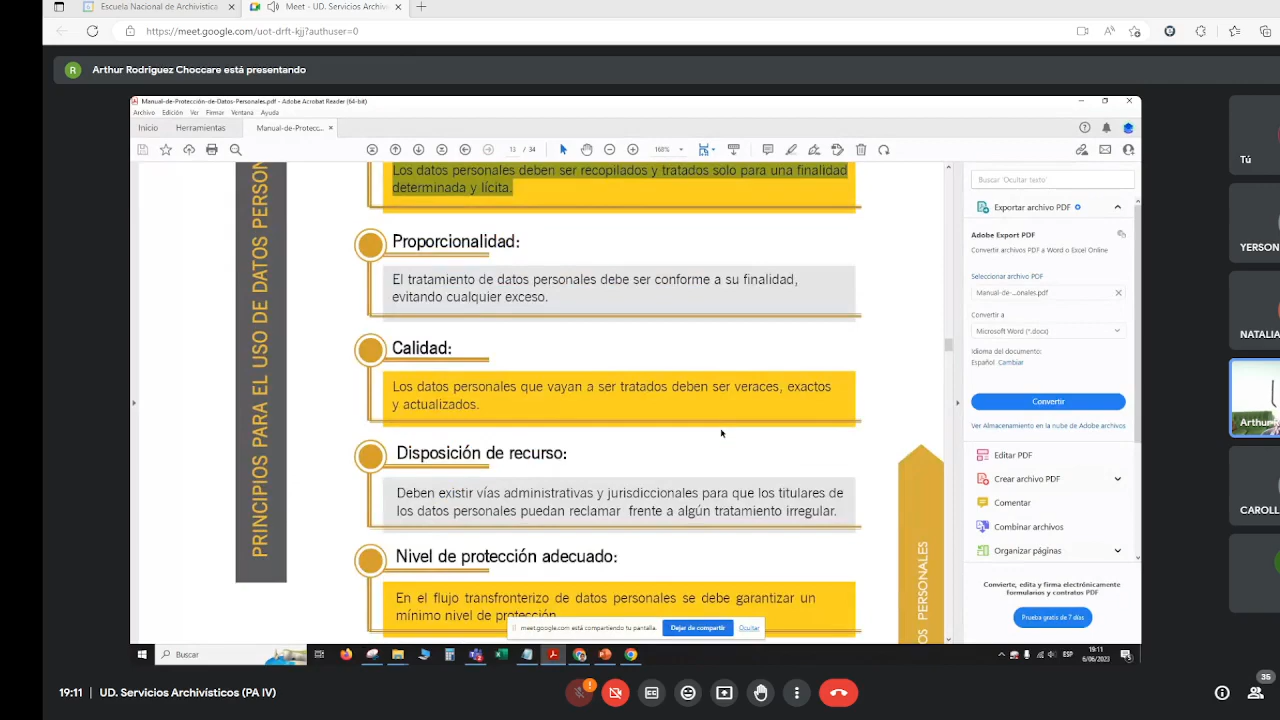 Escuela Nacional de Archivística
Meet - UD. Servicios Archiví
https://meet.google.com/uot-drft-kjj?authuser=0
R
Arthur Rodriguez Choccare está presentando
Manual-de-Protección-de-Datos-Personales.pdf - Adobe Acrobat Reader (64-bit)
Archivo Edición Ver Firmar Ventana Ayuda
Inicio Herramientas Manual-de-Protecc...
13 / 34
160%
Los datos personales deben ser recopilados y tratados solo para una finalidad
determinada y lícita.
PRINCIPIOS PARA EL USO DE DATOS PERSON
Proporcionalidad:
El tratamiento de datos personales debe ser conforme a su finalidad,
evitando cualquier exceso.
Calidad:
Los datos personales que vayan a ser tratados deben ser veraces, exactos
y actualizados.
Disposición de recurso:
Deben existir vías administrativas y jurisdiccionales para que los titulares de
los datos personales puedan reclamar frente a algún tratamiento irregular.
Nivel de protección adecuado:
En el flujo transfronterizo de datos personales se debe garantizar un
mínimo nivel de protección
OS PERSONALES
Buscar 'Ocultar texto'
Exportar archivo PDF
Adobe Export PDF
Convertir archivos PDF a Word o Excel Online
Seleccionar archivo PDF
Manual-de-...onales.pdf
Convertir a
Microsoft Word (*.docx)
Idioma del documento:
Español Cambiar
Convertir
Ver Almacenamiento en la nube de Adobe archivos
Editar PDF
Crear archivo PDF
Comentar
Combinar archivos
Organizar páginas
Convierte, edita y firma electrónicamente
formularios y contratos PDF
Prueba gratis de 7 días
meet.google.com está compartiendo tu pantalla.
Dejar de compartir
Ocultar
Buscar
ESP
19:11
6/06/2023
Tú
YERSON
NATALIA
Arthur
CAROLL
19:11 | UD. Servicios Archivísticos (PA IV)
35